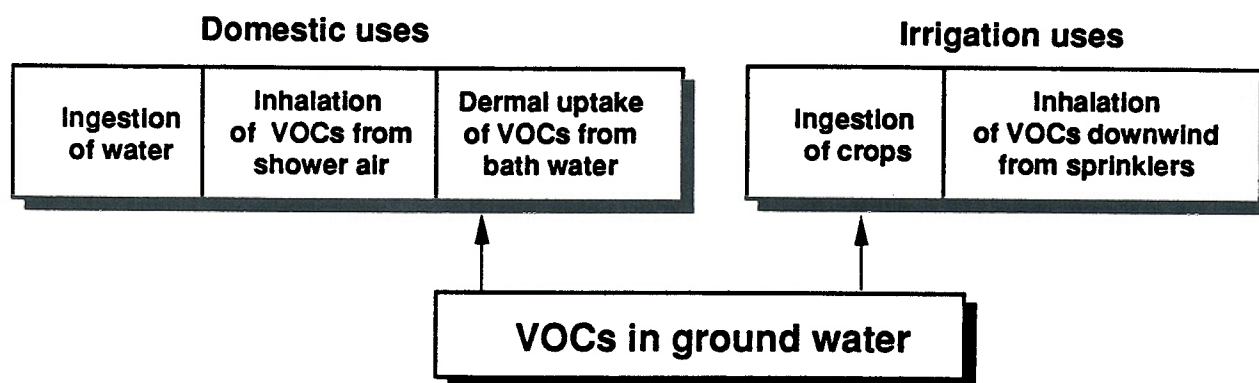 Domestic uses
Ingestion
of water
Inhalation
of VOCs from
shower air
Dermal uptake
of VOCs from
bath water
Irrigation uses
Ingestion
of crops
Inhalation
of VOCs downwind
from sprinklers
VOCs in ground water